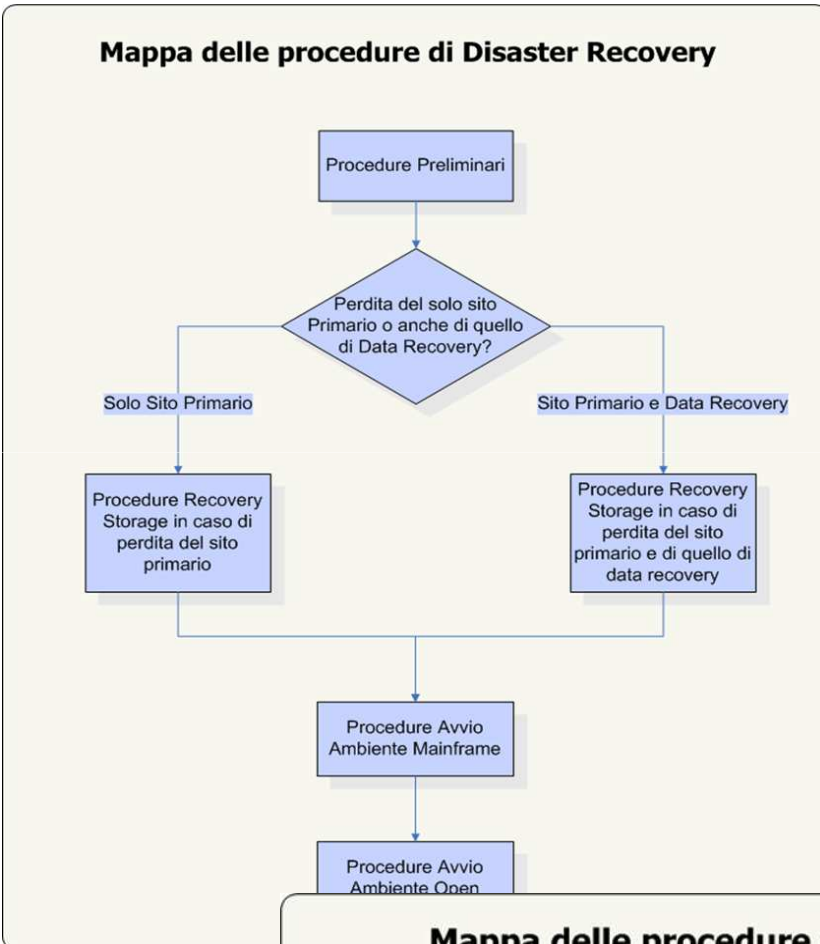 Mappa delle procedure di Disaster Recovery
Procedure Preliminari
Perdita del solo sito
Primario o anche di quello
di Data Recovery?
Solo Sito Primario
Sito Primario e Data Recovery
Procedure Recovery
Storage in caso di
perdita del sito
primario
Procedure Recovery
Storage in caso di
perdita del sito
primario e di quello di
data recovery
Procedure Avvio
Ambiente Mainframe
Procedure Avvio
Ambiente Open
Mappa delle procedure